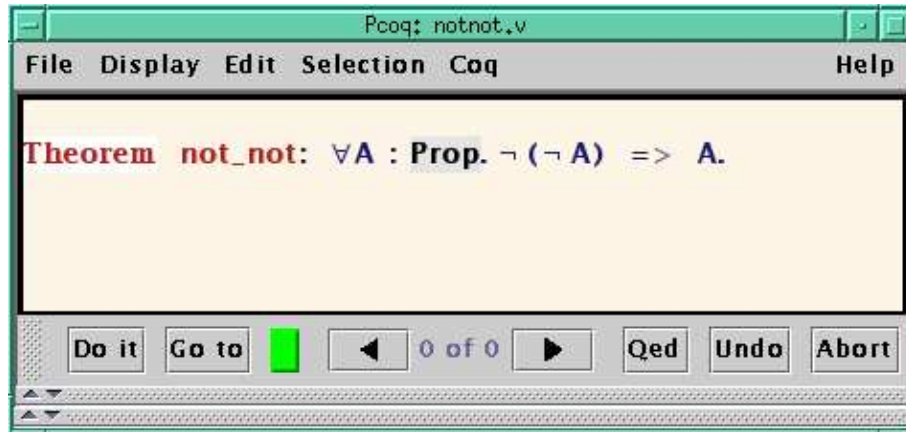 Pcoq: notnot.v
File Display Edit Selection Coq Help
Theorem not_not: ∀A : Prop. ¬ (¬ A) => A.
Do it Go to 0 of 0 Qed Undo Abort